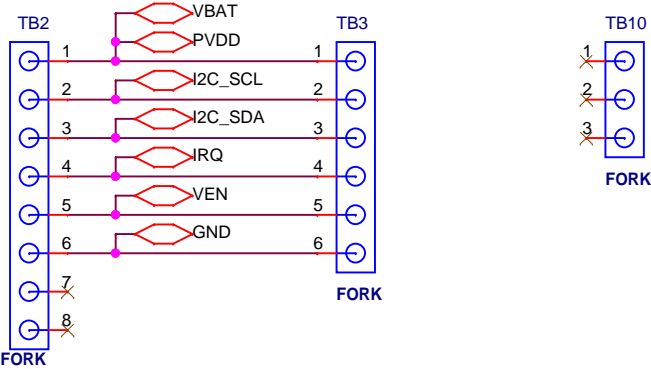 VBAT
TB2
TB3
TB10
PVDD
1
1
1
I2C_SCL
2
2
2
I2C_SDA
3
3
3
IRQ
4
4
FORK
VEN
5
5
GND
6
6
7
FORK
8
FORK